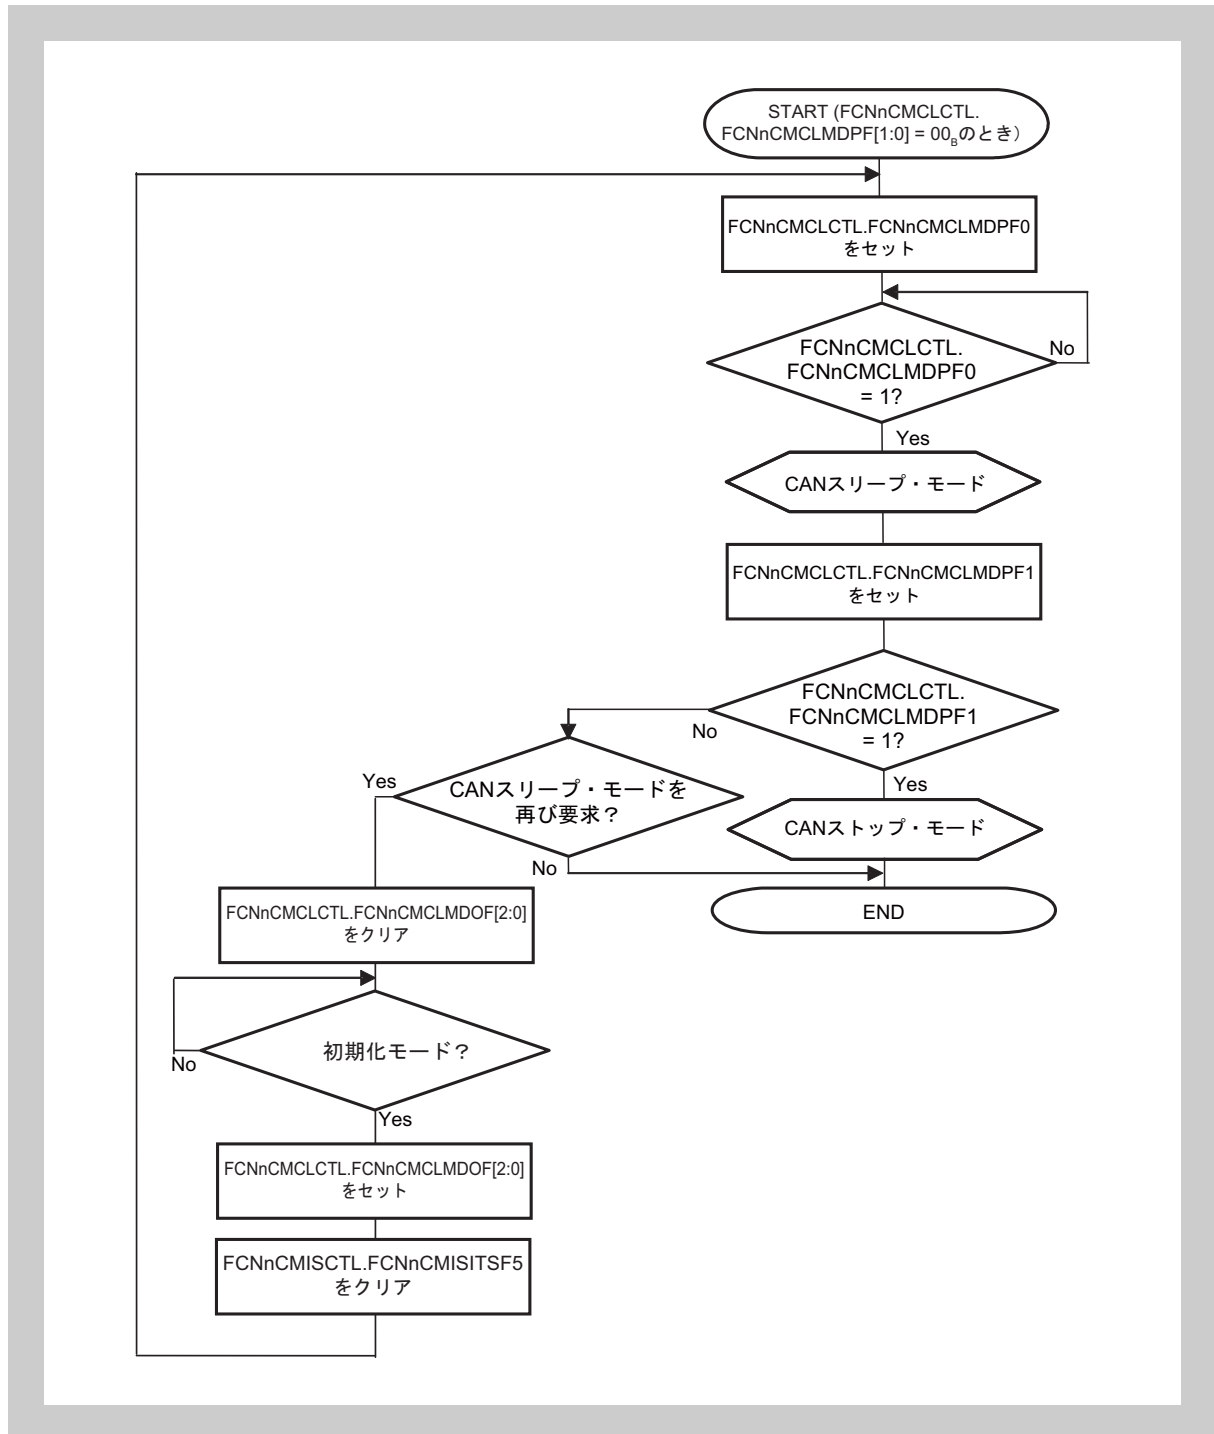 START (FCNnCMCLCTL.
FCNnCMCLMDPF[1:0] = 00Bのとき)
FCNnCMCLCTL.FCNnCMCLMDPF0
をセット
FCNnCMCLCTL.
FCNnCMCLMDPF0
= 1?
No
Yes
CANスリープ・モード
FCNnCMCLCTL.FCNnCMCLMDPF1
をセット
FCNnCMCLCTL.
FCNnCMCLMDPF1
= 1?
No
Yes
CANスリープ・モードを
再び要求？
Yes
No
CANストップ・モード
END
FCNnCMCLCTL.FCNnCMCLMDOF[2:0]
をクリア
初期化モード？
No
Yes
FCNnCMCLCTL.FCNnCMCLMDOF[2:0]
をセット
FCNnCMISCTL.FCNnCMISITSF5
をクリア